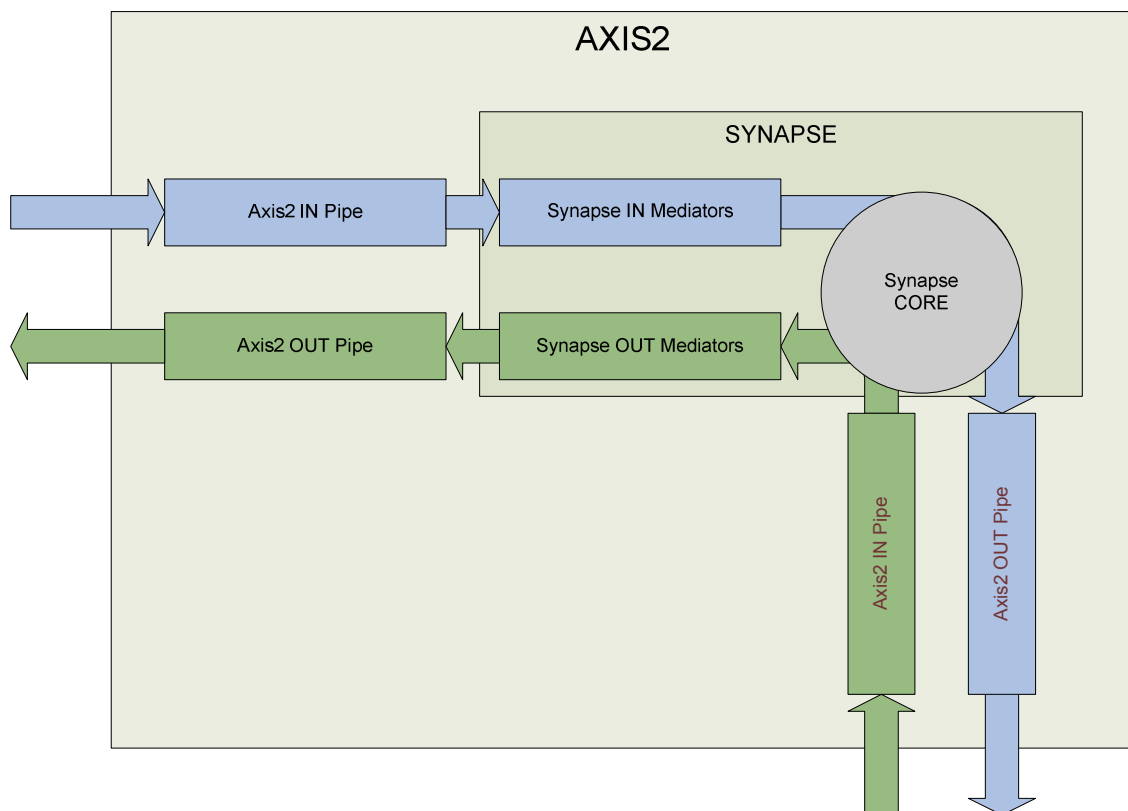 AXIS2
SYNAPSE
Axis2 IN Pipe
Synapse IN Mediators
Synapse
CORE
Axis2 OUT Pipe
Synapse OUT Mediators
Axis2 IN Pipe
Axis2 OUT Pipe